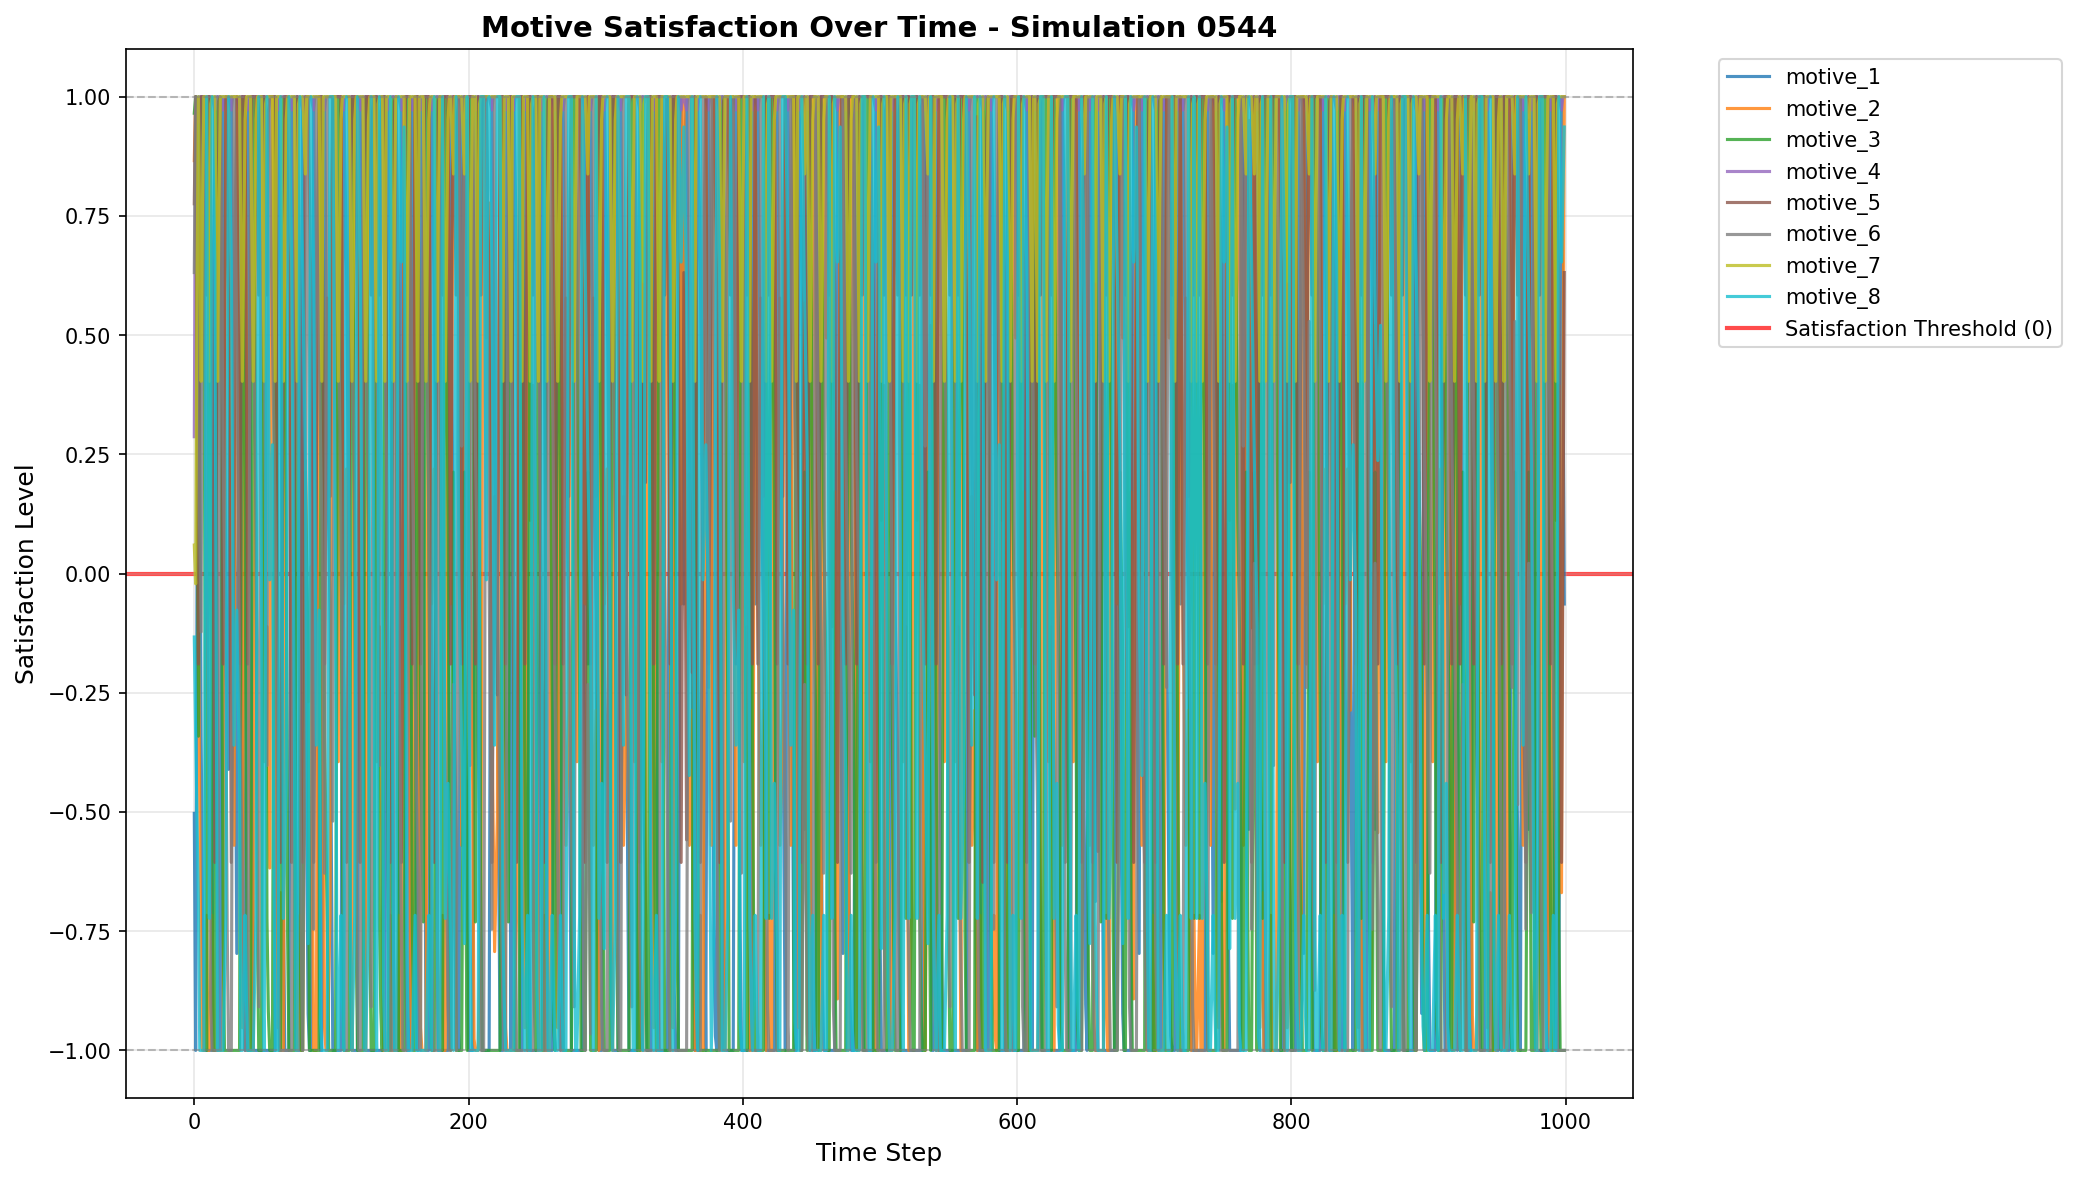 Motive Satisfaction Over Time - Simulation 0544
Satisfaction Level
1.00
0.75
0.50
0.25
0.00
−0.25
−0.50
−0.75
−1.00
0
200
400
600
800
1000
Time Step
motive_1
motive_2
motive_3
motive_4
motive_5
motive_6
motive_7
motive_8
Satisfaction Threshold (0)